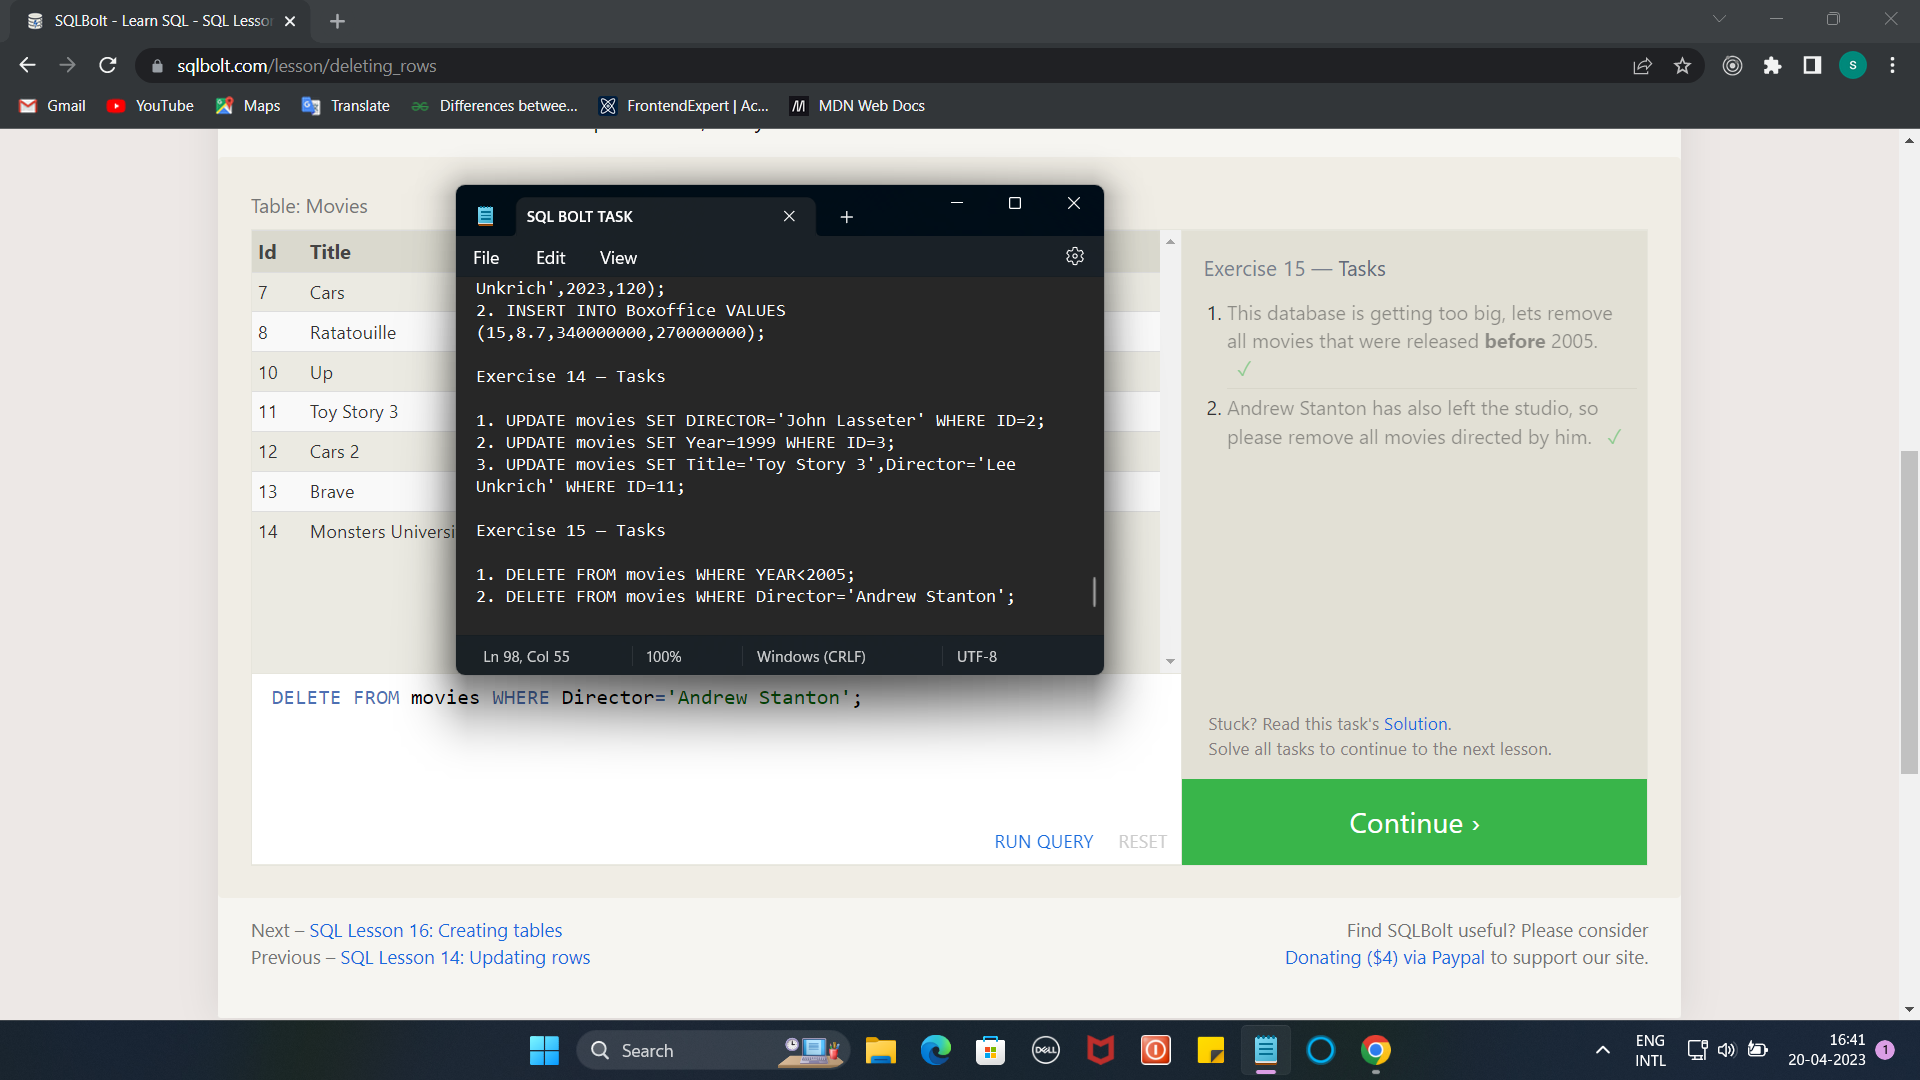 SQLBolt - Learn SQL - SQL Lesso
sqlbolt.com/lesson/deleting_rows
S
Gmail
YouTube
Maps
Translate
Differences betwee...
FrontendExpert | Ac...
MDN Web Docs
Table: Movies
Id Title
7 Cars
8 Ratatouille
10 Up
11 Toy Story 3
12 Cars 2
13 Brave
14 Monsters Universi
SQL BOLT TASK
File Edit View
Unkrich',2023,120);
2. INSERT INTO Boxoffice VALUES
(15,8.7,340000000,270000000);
Exercise 14 — Tasks
1. UPDATE movies SET DIRECTOR='John Lasseter' WHERE ID=2;
2. UPDATE movies SET Year=1999 WHERE ID=3;
3. UPDATE movies SET Title='Toy Story 3',Director='Lee
Unkrich' WHERE ID=11;
Exercise 15 — Tasks
1. DELETE FROM movies WHERE YEAR<2005;
2. DELETE FROM movies WHERE Director='Andrew Stanton';
Ln 98, Col 55 100% Windows (CRLF) UTF-8
DELETE FROM movies WHERE Director='Andrew Stanton';
RUN QUERY RESET
Exercise 15 — Tasks
1. This database is getting too big, lets remove
all movies that were released before 2005.
✓
2. Andrew Stanton has also left the studio, so
please remove all movies directed by him. ✓
Stuck? Read this task's Solution.
Solve all tasks to continue to the next lesson.
Continue ›
Next – SQL Lesson 16: Creating tables
Previous – SQL Lesson 14: Updating rows
Find SQLBolt useful? Please consider
Donating ($4) via Paypal to support our site.
Search
DELL
ENG
INTL
16:41
20-04-2023
1